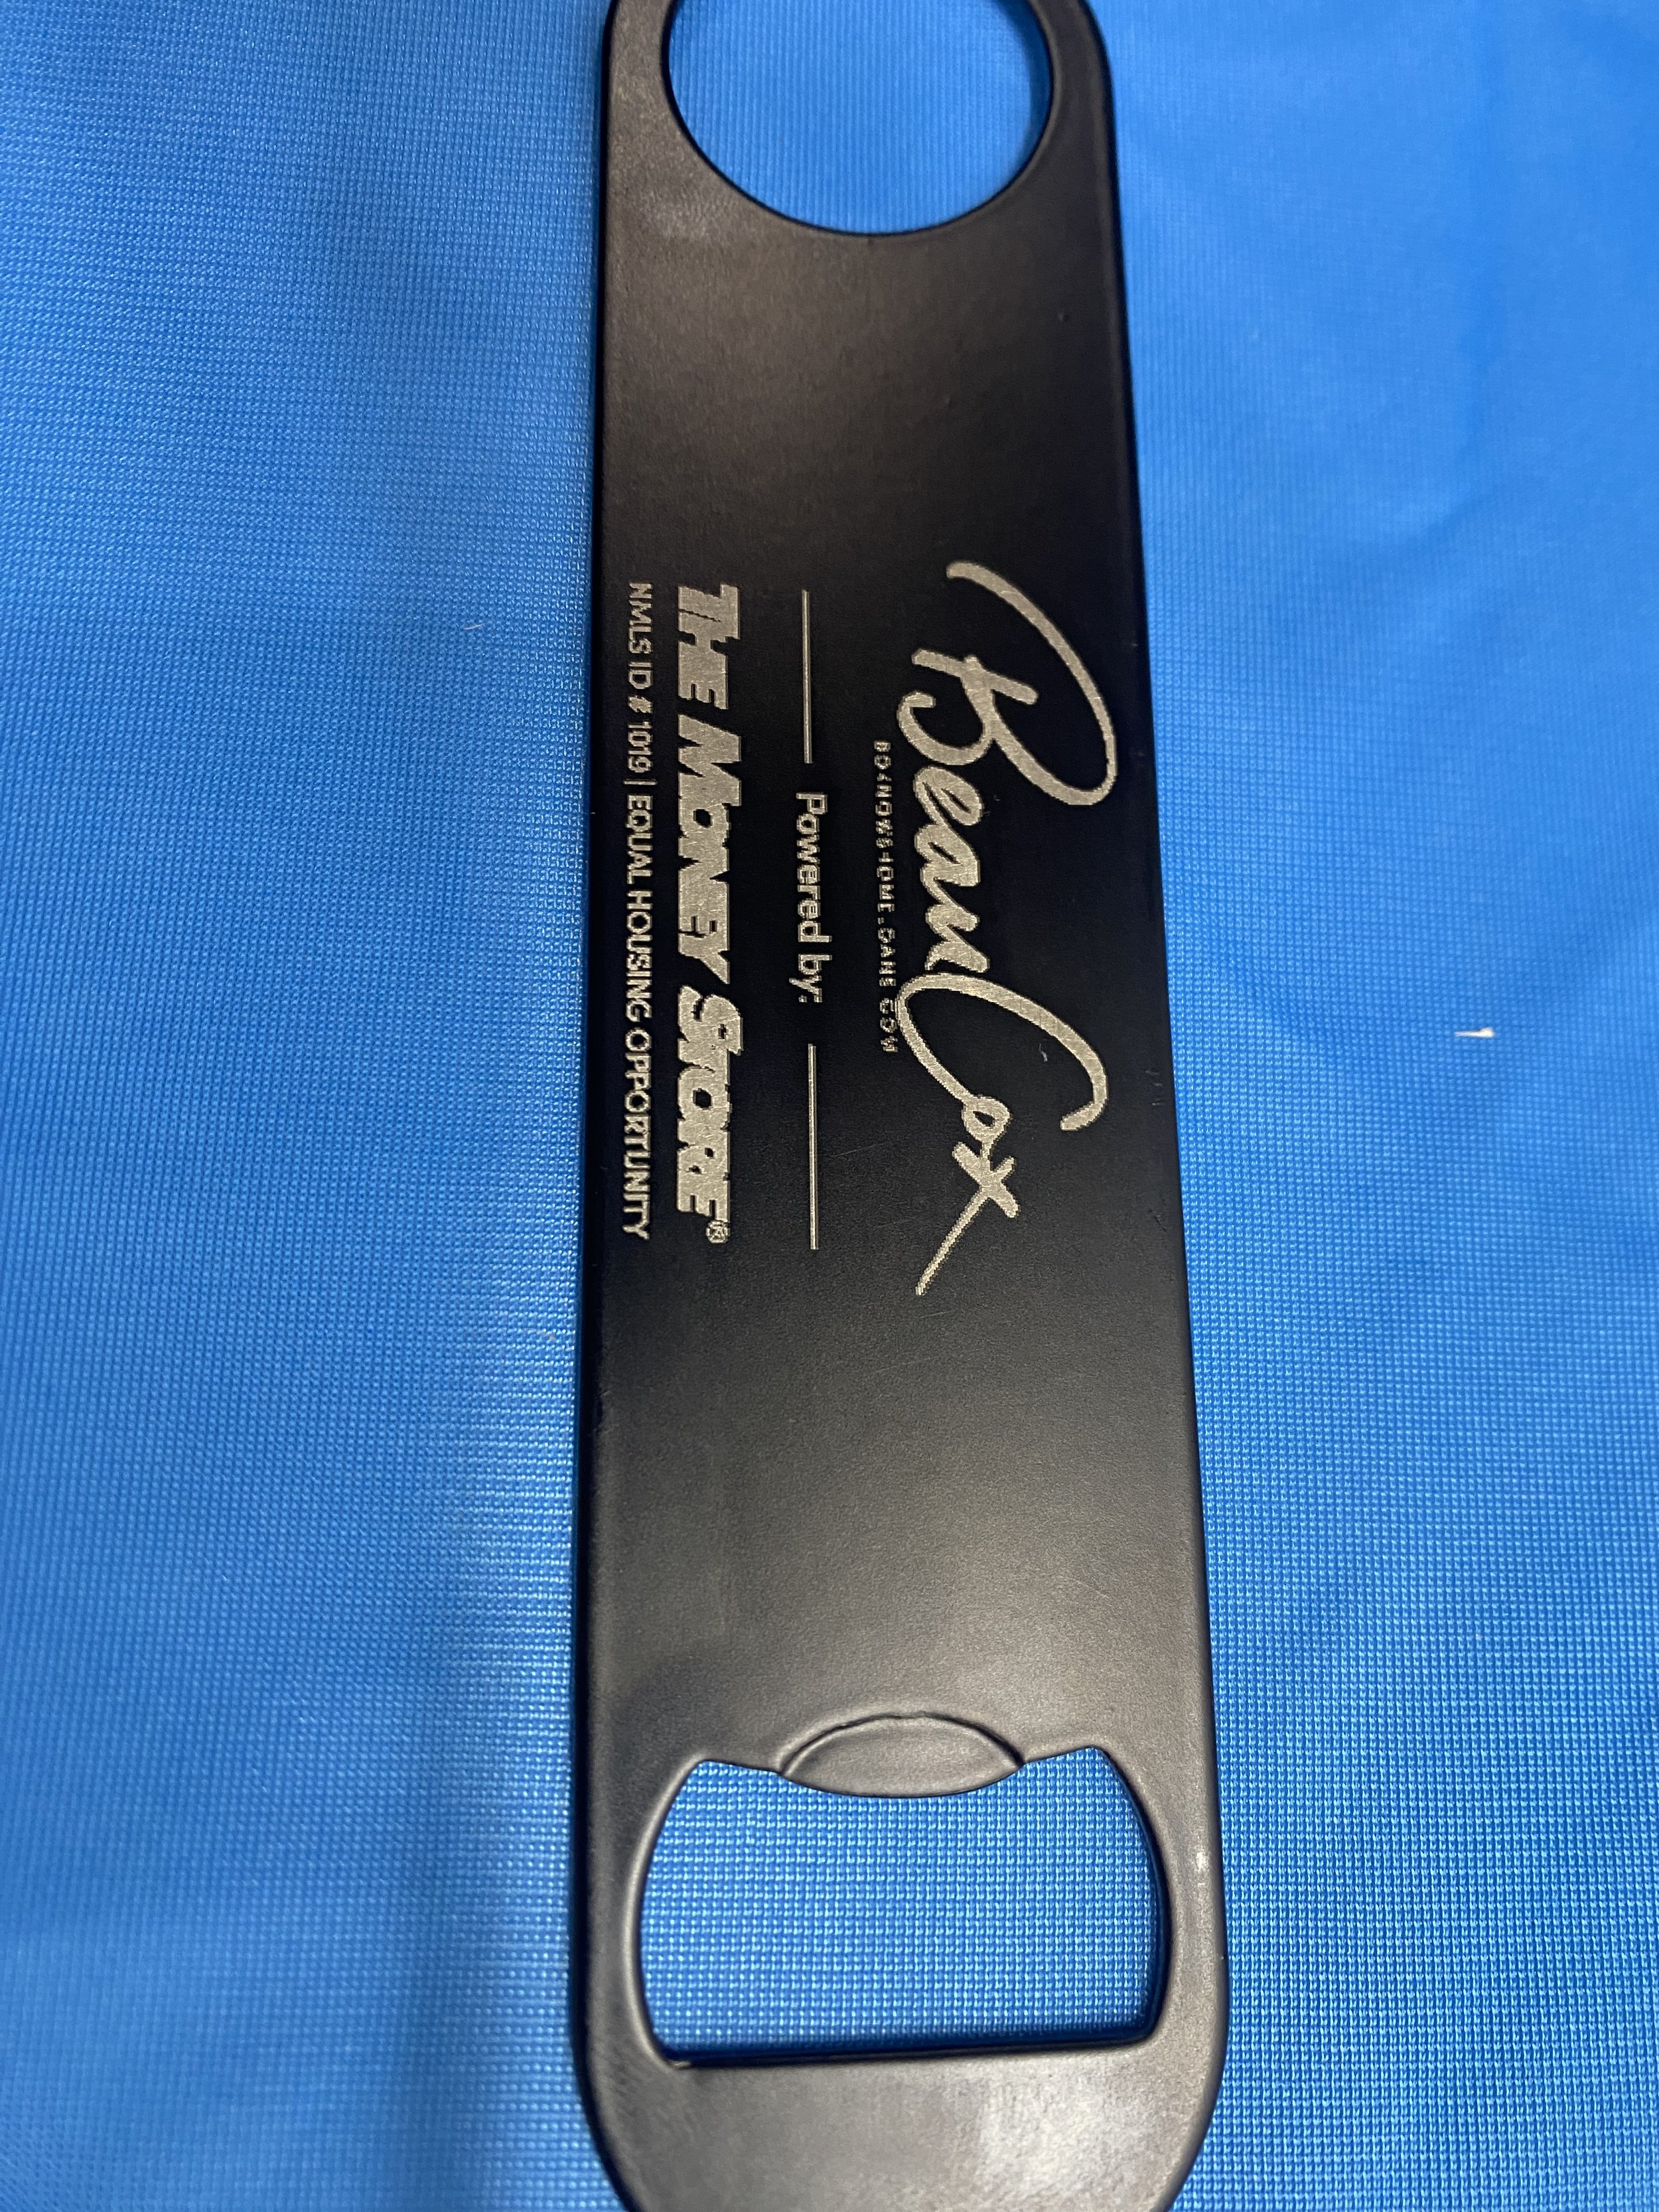 Beau Cox
Powered by:
THE MONEY STORE®
NMLS ID # 1019 | EQUAL HOUSING OPPORTUNITY